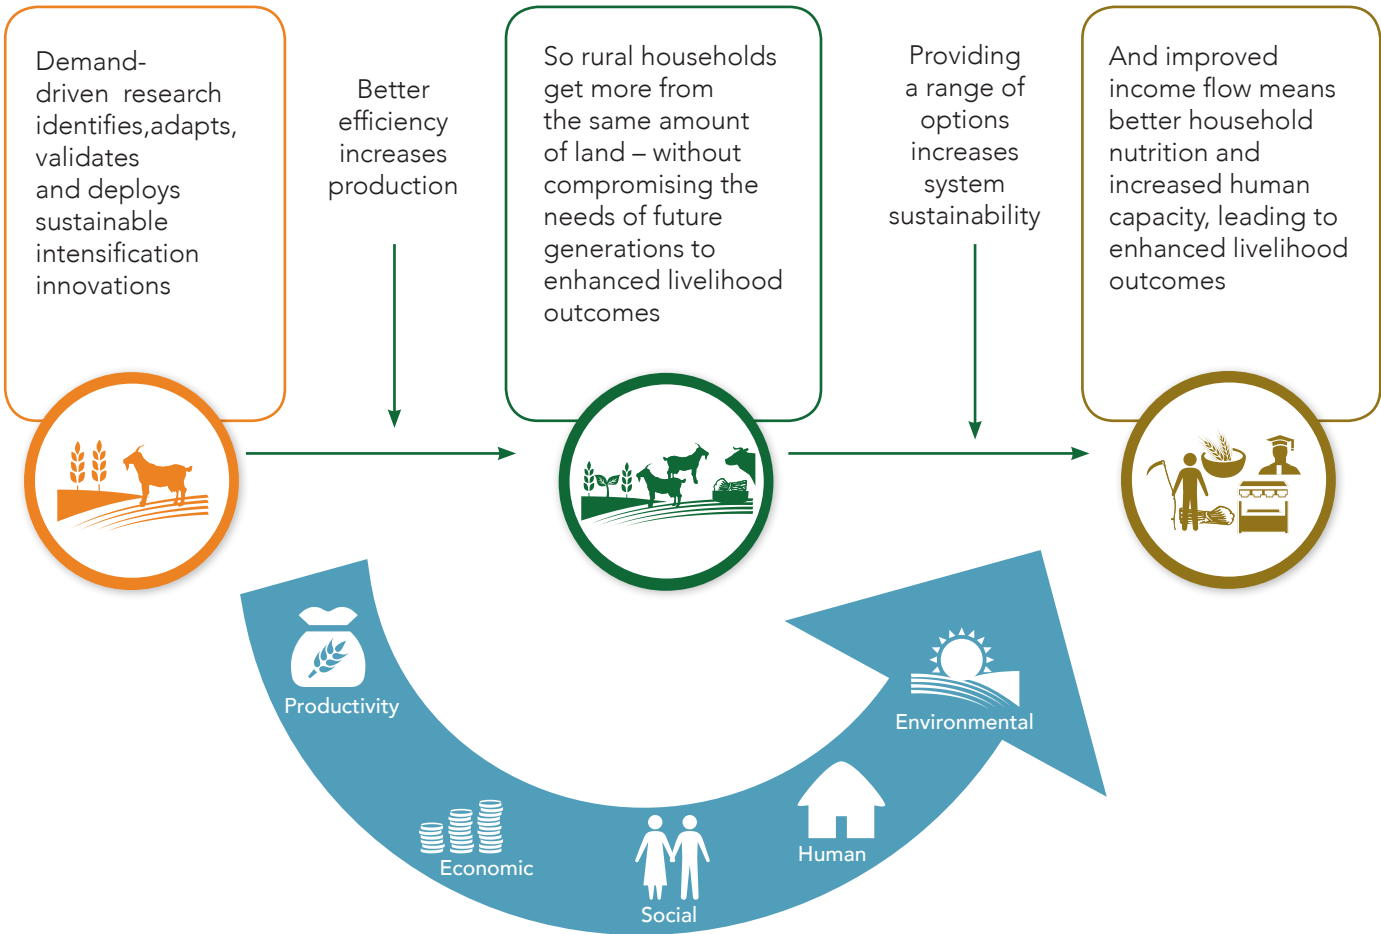 Demand-
driven  research
identifies,adapts,
validates
and deploys
sustainable
intensification
innovations
Better
efficiency
increases
production
So rural households
get more from
the same amount
of land – without
compromising the
needs of future
generations to
enhanced livelihood
outcomes
Providing
a range of
options
increases
system
sustainability
And improved
income flow means
better household
nutrition and
increased human
capacity, leading to
enhanced livelihood
outcomes
Productivity
Economic
Social
Human
Environmental